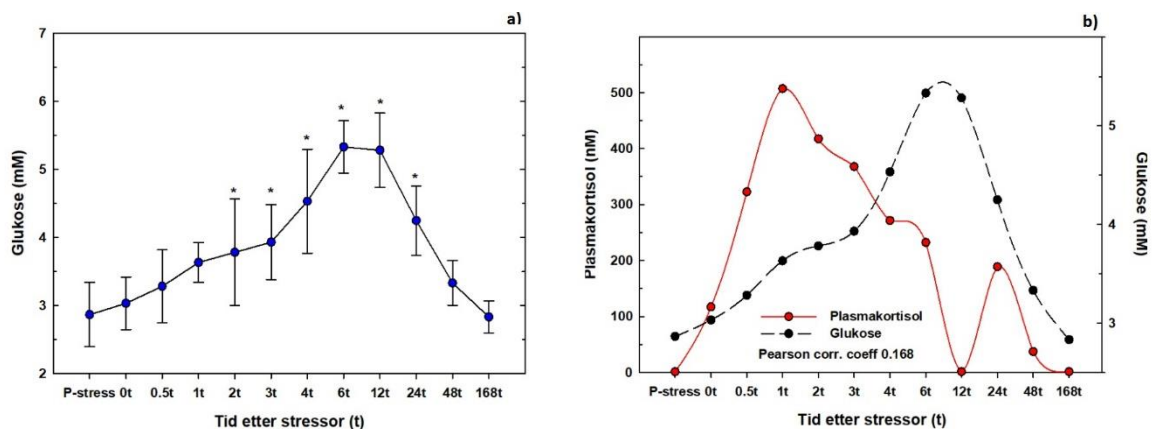 a)
7
6
5
4
3
2
Glukose (mM)
* * * * * *
P-stress 0t 0.5t 1t 2t 3t 4t 6t 12t 24t 48t 168t
Tid etter stressor (t)
b)
500
400
300
200
100
0
Plasmakortisol (nM)
5
4
3
Glukose (mM)
Plasmakortisol
Glukose
Pearson corr. coeff 0.168
P-stress 0t 0.5t 1t 2t 3t 4t 6t 12t 24t 48t 168t
Tid etter stressor (t)